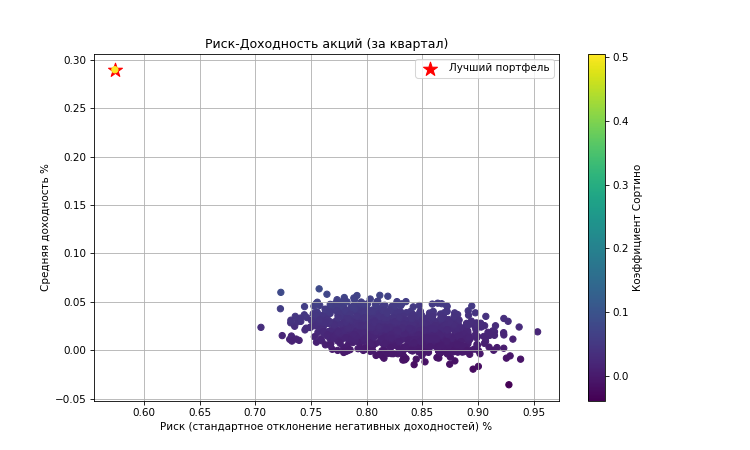 Риск-Доходность акций (за квартал)
Лучший портфель
Средняя доходность %
0.30
0.25
0.20
0.15
0.10
0.05
0.00
−0.05
0.60 0.65 0.70 0.75 0.80 0.85 0.90 0.95
Риск (стандартное отклонение негативных доходностей) %
0.5
0.4
0.3
0.2
0.1
0.0
Коэффициент Сортино